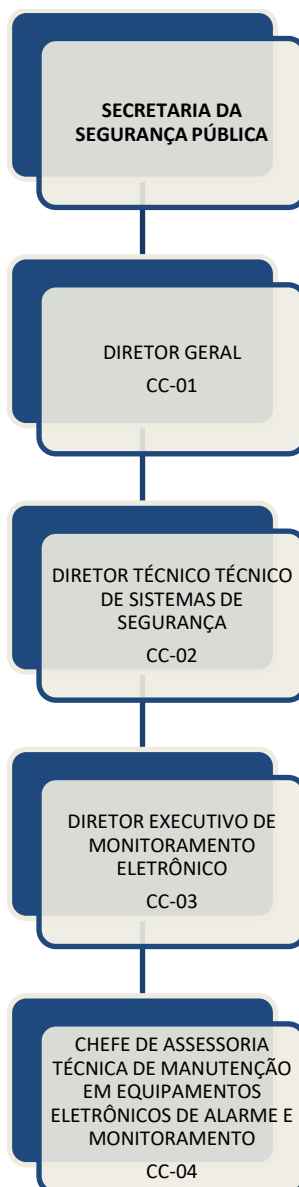 SECRETARIA DA
SEGURANÇA PÚBLICA
DIRETOR GERAL
CC-01
DIRETOR TÉCNICO TÉCNICO
DE SISTEMAS DE
SEGURANÇA
CC-02
DIRETOR EXECUTIVO DE
MONITORAMENTO
ELETRÔNICO
CC-03
CHEFE DE ASSESSORIA
TÉCNICA DE MANUTENÇÃO
EM EQUIPAMENTOS
ELETRÔNICOS DE ALARME E
MONITORAMENTO
CC-04